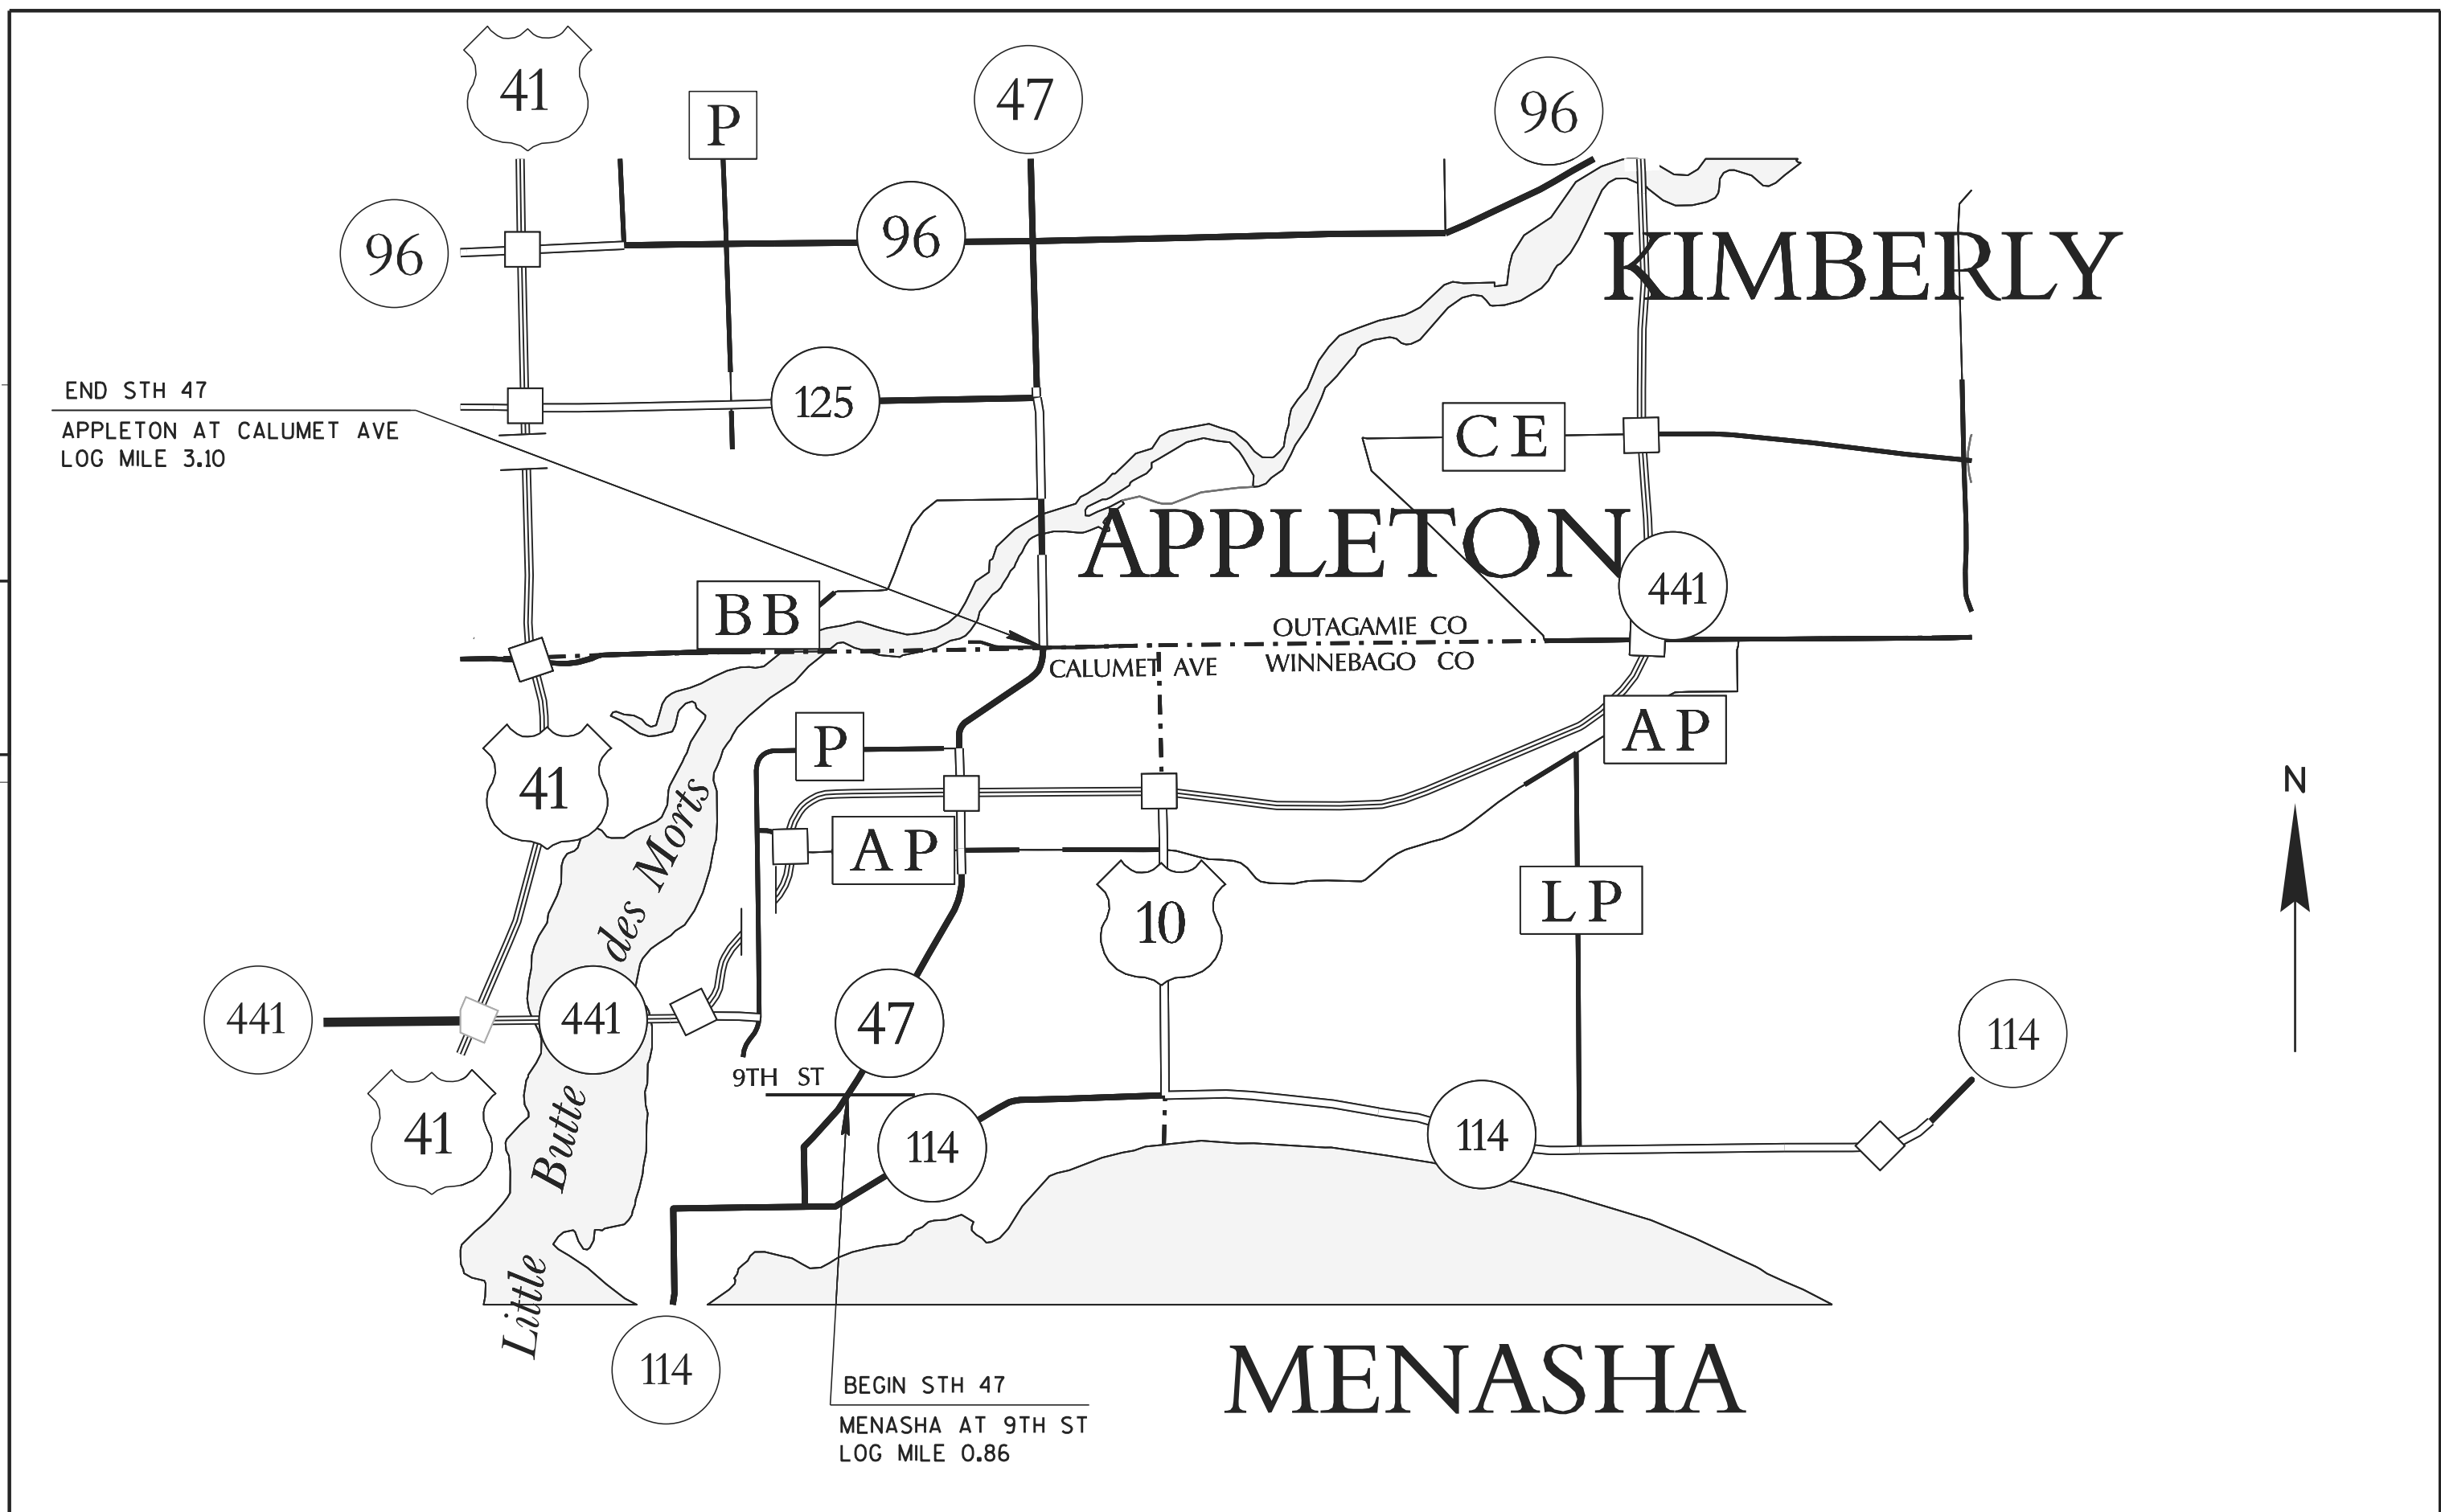 41
P
47
96
96
96
KIMBERLY
END STH 47
APPLETON AT CALUMET AVE
LOG MILE 3.10
125
CE
APPLETON
441
BB
OUTAGAMIE CO
CALUMET AVE WINNEBAGO CO
AP
P
41
N
AP
LP
10
441
441
47
114
9TH ST
41
114
114
Little Butte des Morts
114
MENASHA
BEGIN STH 47
MENASHA AT 9TH ST
LOG MILE 0.86